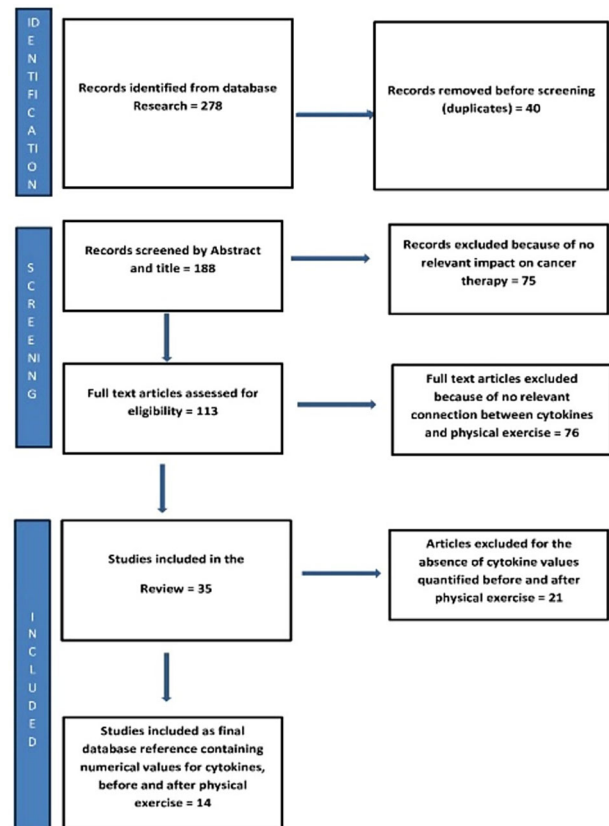 ID
E
N
TI
FI
C
A
TI
O
N
Records identified from database
Research = 278
Records removed before screening
(duplicates) = 40
S
C
R
E
E
NI
N
G
Records screened by Abstract
and title = 188
Records excluded because of no
relevant impact on cancer
therapy = 75
Full text articles assessed for
eligibility = 113
Full text articles excluded
because of no relevant
connection between cytokines
and physical exercise = 76
I
N
C
L
U
D
E
D
Studies included in the
Review = 35
Articles excluded for the
absence of cytokine values
quantified before and after
physical exercise = 21
Studies included as final
database reference containing
numerical values for cytokines,
before and after physical
exercise = 14